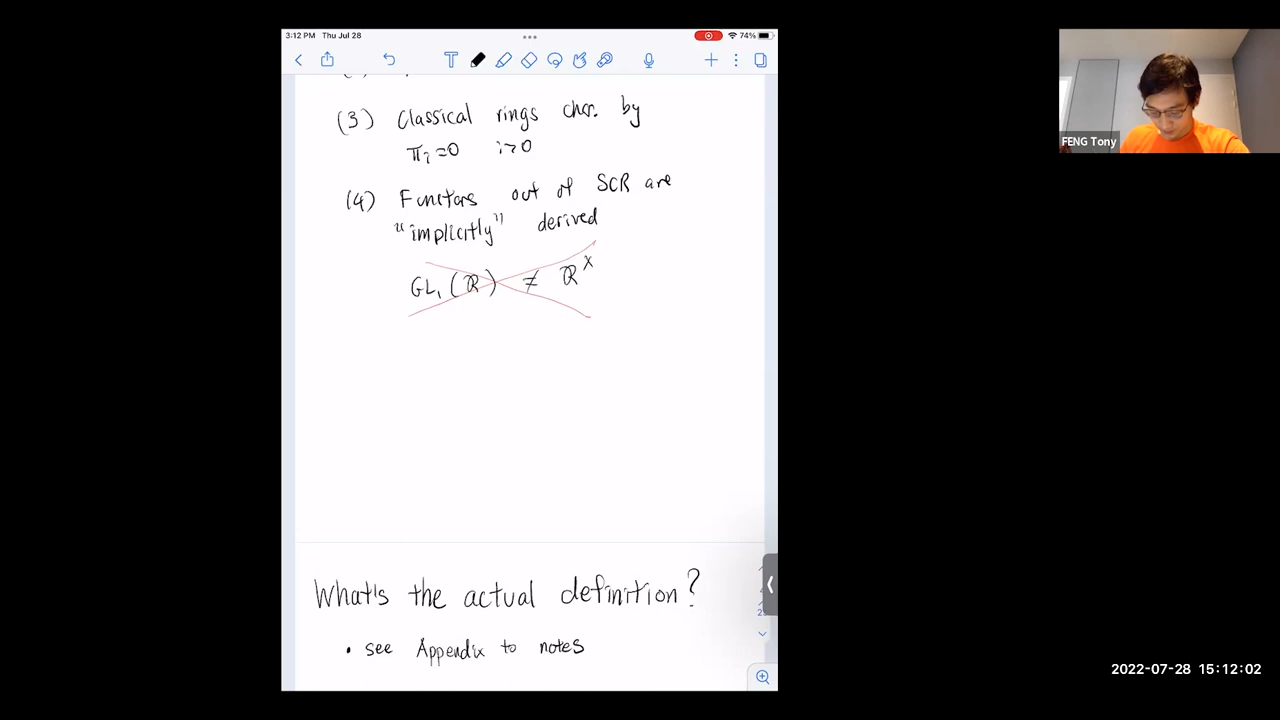 3:12 PM Thu Jul 28
74%
(3) Classical rings char. by
π_i=0 i>0
(4) Functors out of SCR are
"implicitly" derived
GL_1(R) ≠ R^×
What's the actual definition?
• see Appendix to notes
FENG Tony
2022-07-28 15:12:02